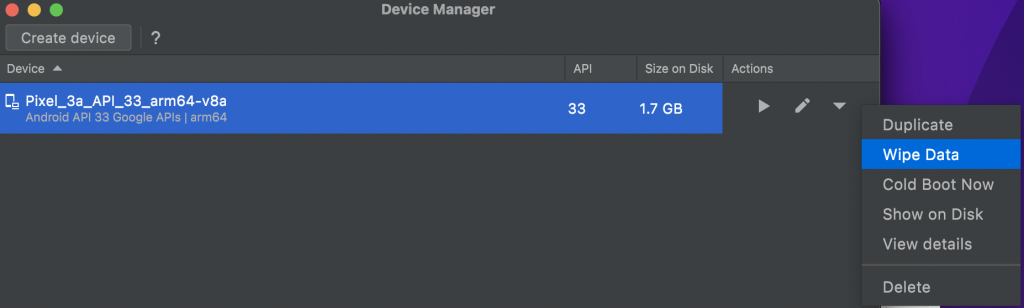 Device Manager
Create device ?
Device API Size on Disk Actions
Pixel_3a_API_33_arm64-v8a 33 1.7 GB
Android API 33 Google APIs | arm64
Duplicate
Wipe Data
Cold Boot Now
Show on Disk
View details
Delete